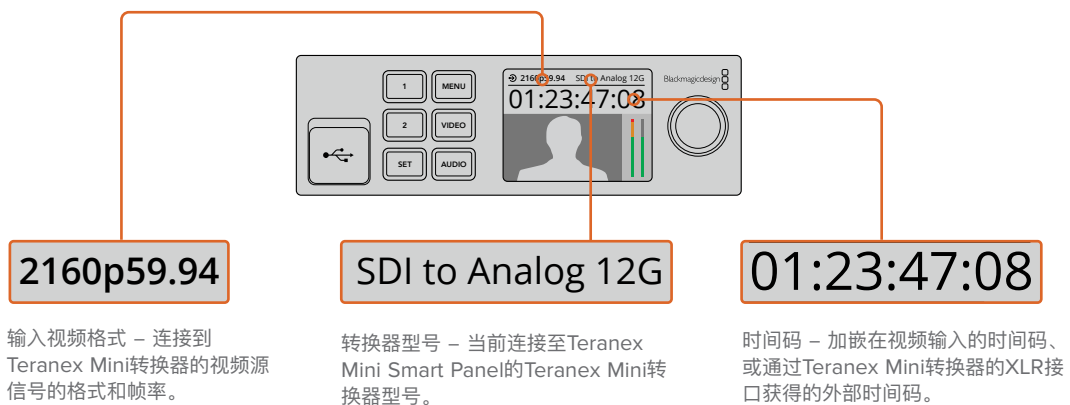 1
MENU
2
VIDEO
SET
AUDIO
2160p59.94 SDI to Analog 12G
01:23:47:08
Blackmagicdesign
2160p59.94
输入视频格式 – 连接到
Teranex Mini转换器的视频源
信号的格式和帧率。
SDI to Analog 12G
转换器型号 – 当前连接至Teranex
Mini Smart Panel的Teranex Mini转
换器型号。
01:23:47:08
时间码 – 加嵌在视频输入的时间码、
或通过Teranex Mini转换器的XLR接
口获得的外部时间码。